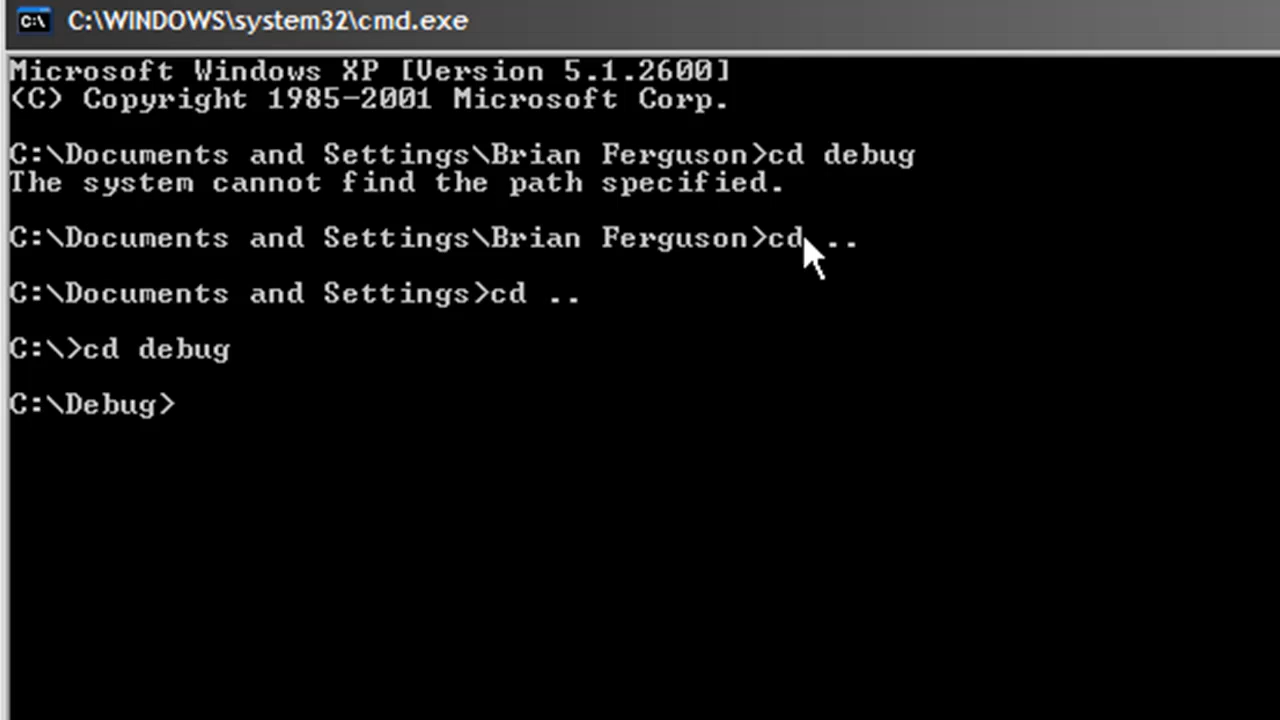 C:\WINDOWS\system32\cmd.exe
Microsoft Windows XP [Version 5.1.2600]
(C) Copyright 1985-2001 Microsoft Corp.
C:\Documents and Settings\Brian Ferguson>cd debug
The system cannot find the path specified.
C:\Documents and Settings\Brian Ferguson>cd ..
C:\Documents and Settings>cd ..
C:\>cd debug
C:\Debug>